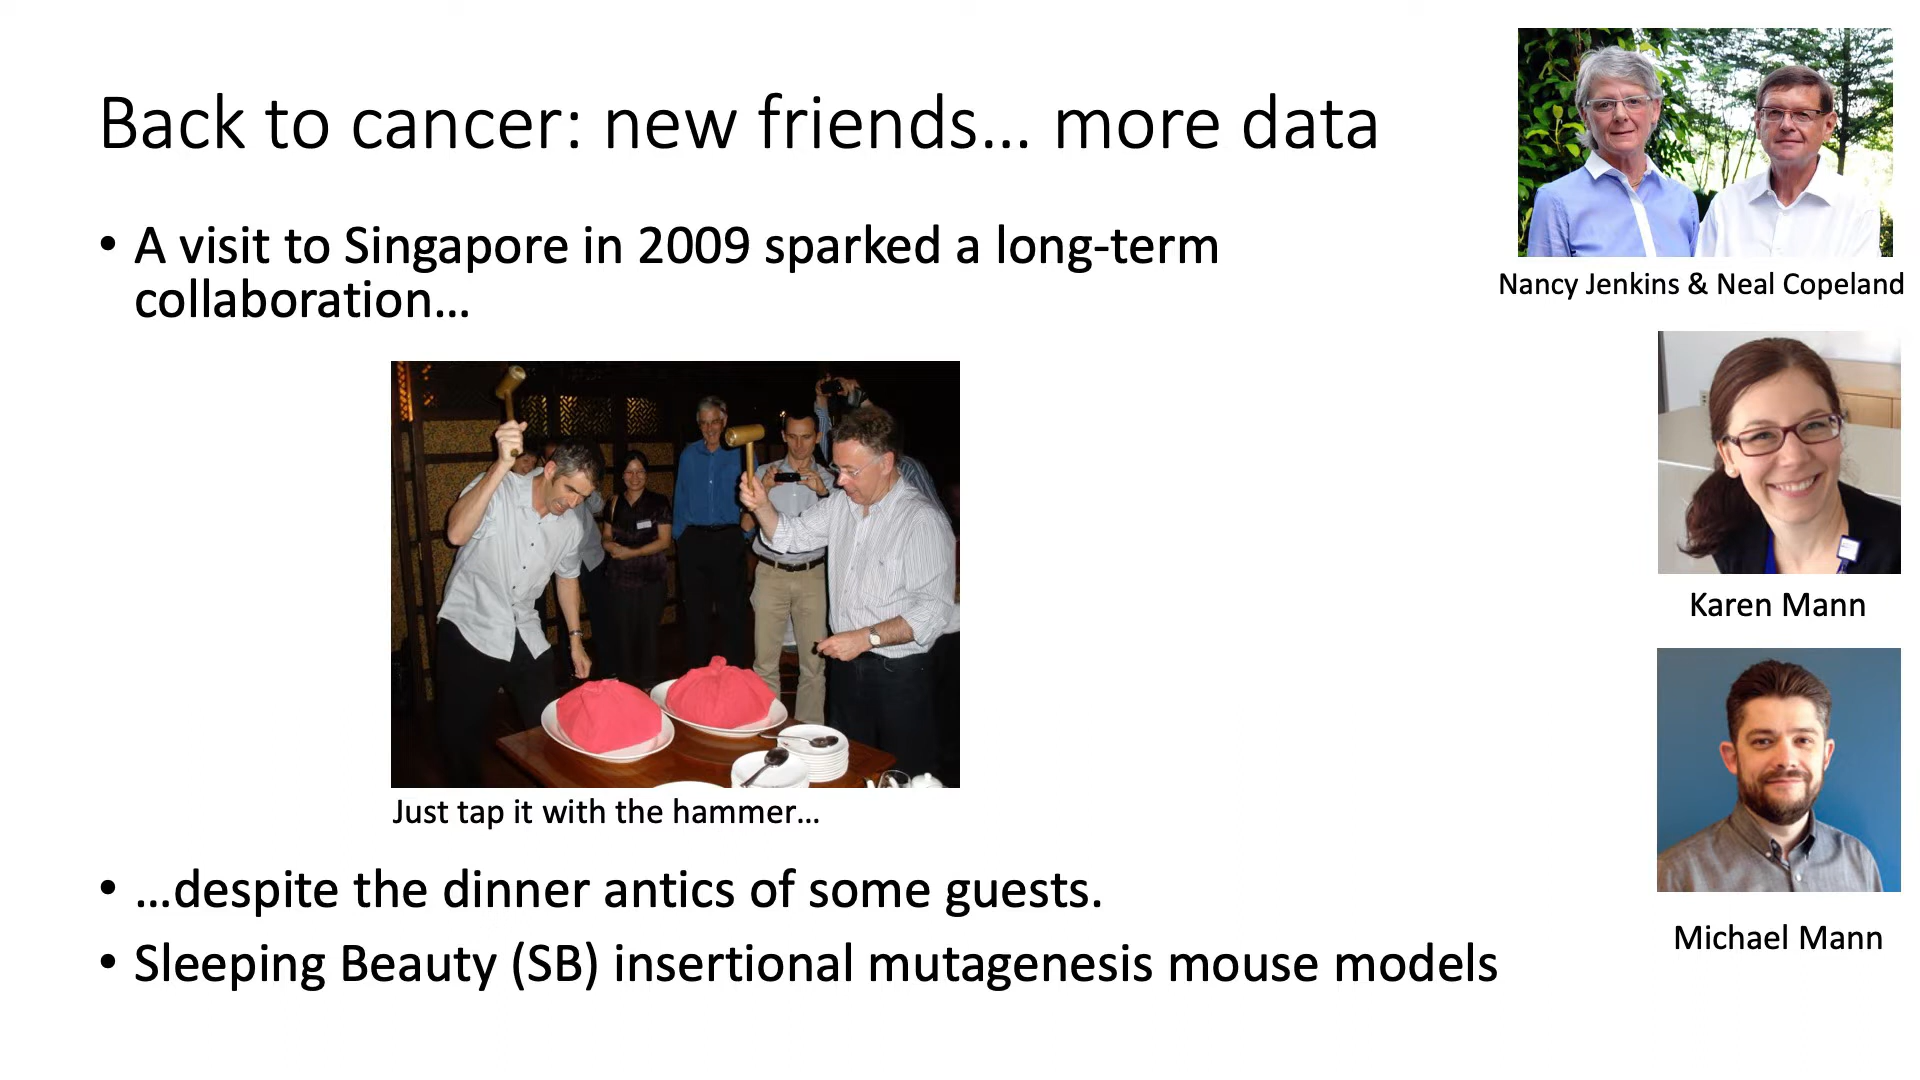 Back to cancer: new friends… more data
• A visit to Singapore in 2009 sparked a long-term
collaboration…
Just tap it with the hammer…
• …despite the dinner antics of some guests.
• Sleeping Beauty (SB) insertional mutagenesis mouse models
Nancy Jenkins & Neal Copeland
Karen Mann
Michael Mann